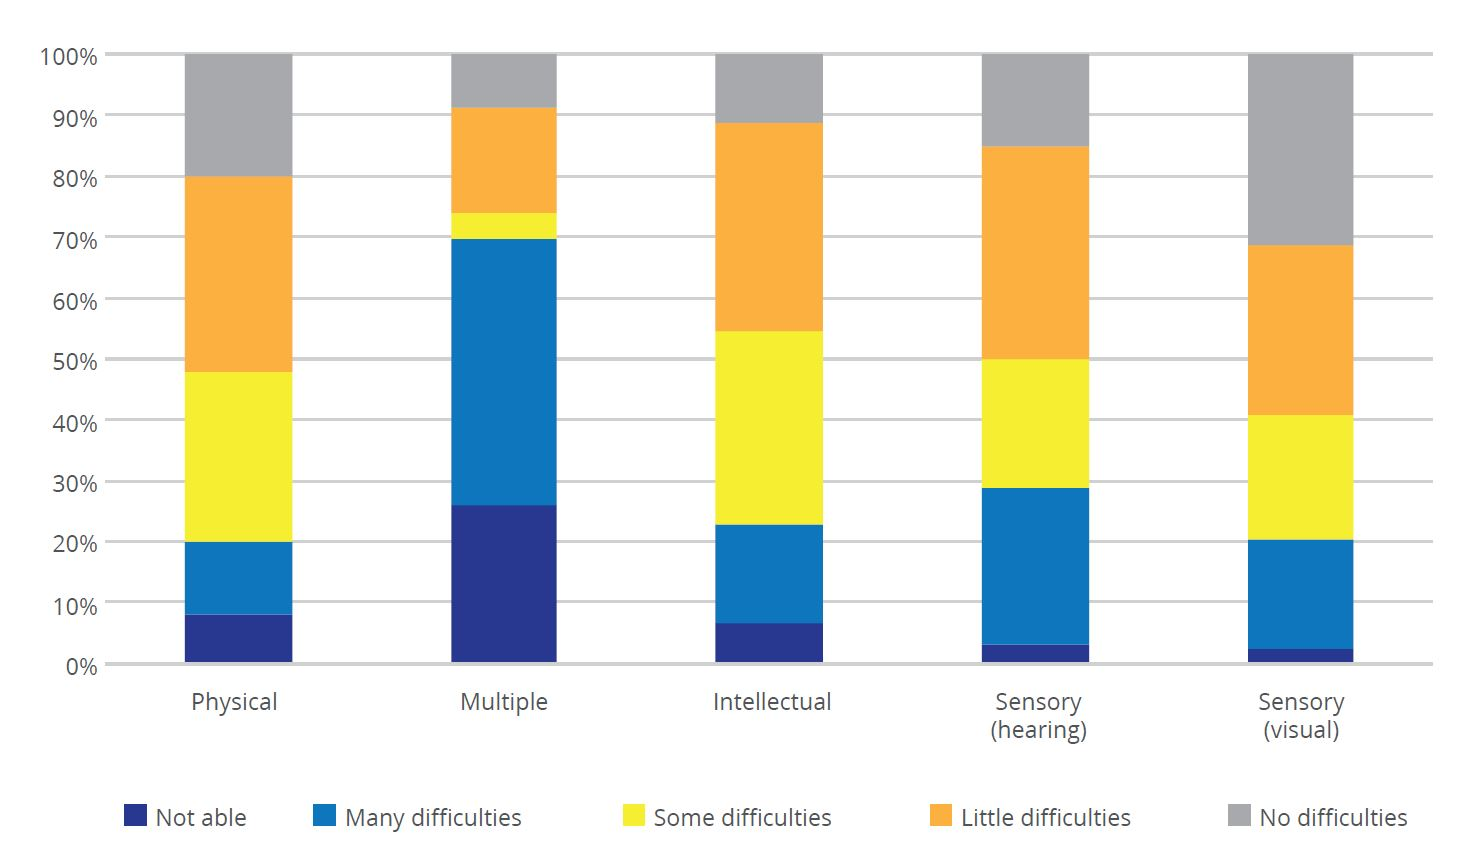 100%
90%
80%
70%
60%
50%
40%
30%
20%
10%
0%
Physical
Multiple
Intellectual
Sensory
(hearing)
Sensory
(visual)
Not able
Many difficulties
Some difficulties
Little difficulties
No difficulties